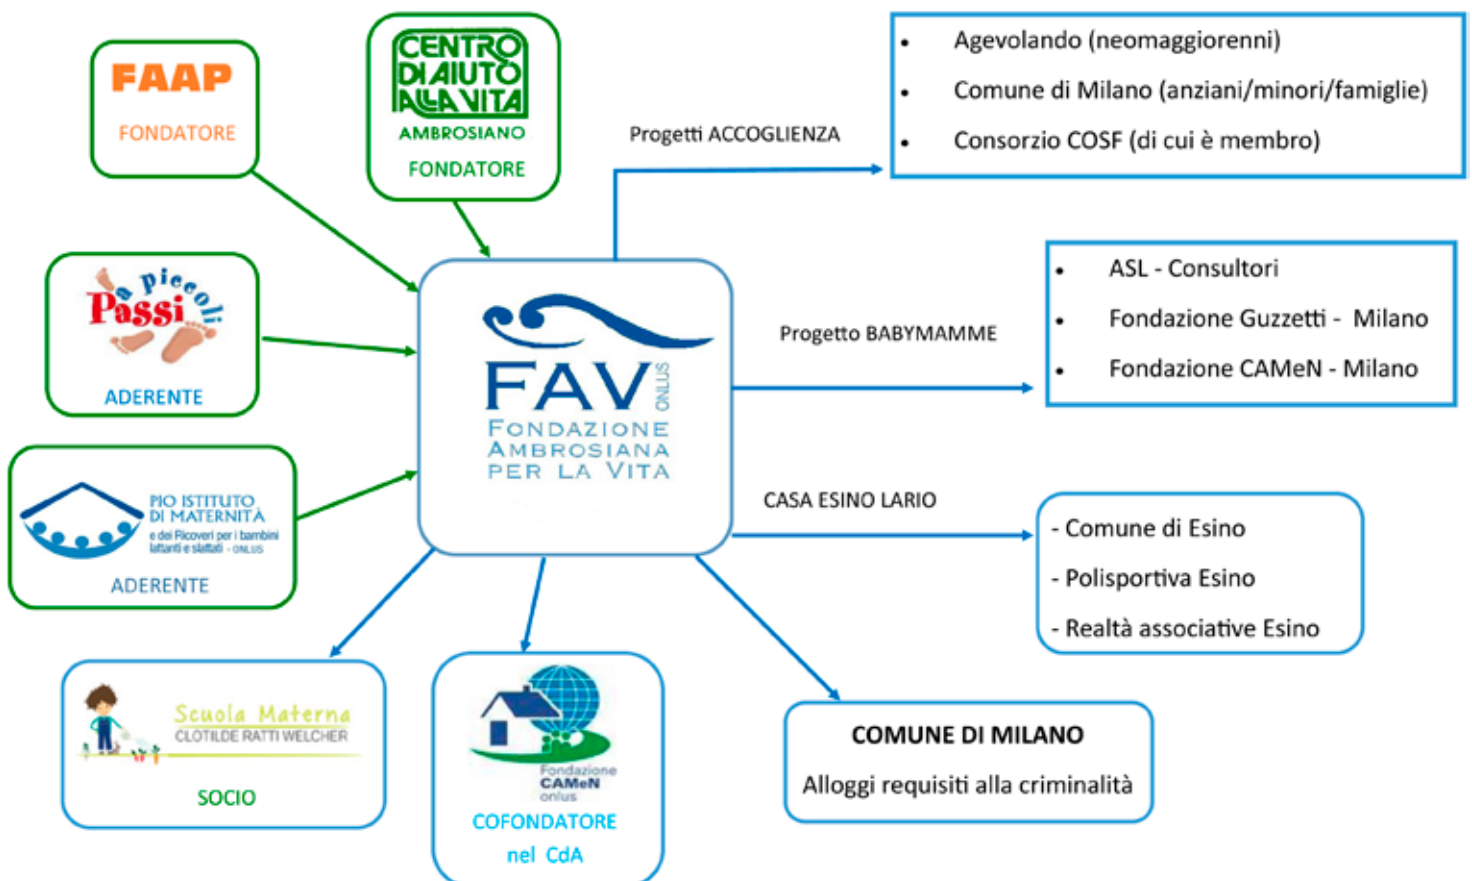 FAAP
FONDATORE
CENTRO
DI AIUTO
ALLA VITA
AMBROSIANO
FONDATORE
Progetti ACCOGLIENZA
• Agevolando (neomaggiorenni)
• Comune di Milano (anziani/minori/famiglie)
• Consorzio COSF (di cui è membro)
a piccoli
Passi
ADERENTE
FAV ONLUS
FONDAZIONE
AMBROSIANA
PER LA VITA
Progetto BABYMAMME
• ASL - Consultori
• Fondazione Guzzetti - Milano
• Fondazione CAMeN - Milano
PIO ISTITUTO
DI MATERNITÀ
e dei Ricoveri per i bambini
lattanti e slattati - ONLUS
ADERENTE
CASA ESINO LARIO
- Comune di Esino
- Polisportiva Esino
- Realtà associative Esino
Scuola Materna
CLOTILDE RATTI WELCHER
SOCIO
Fondazione
CAMeN
onlus
COFONDATORE
nel CdA
COMUNE DI MILANO
Alloggi requisiti alla criminalità